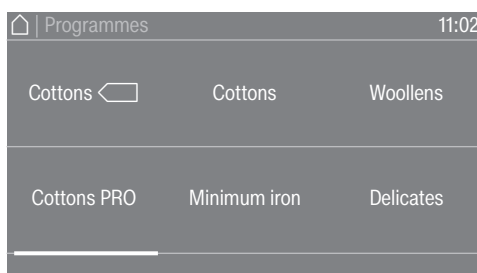 | Programmes 11:02
Cottons Cottons Woollens
Cottons PRO Minimum iron Delicates